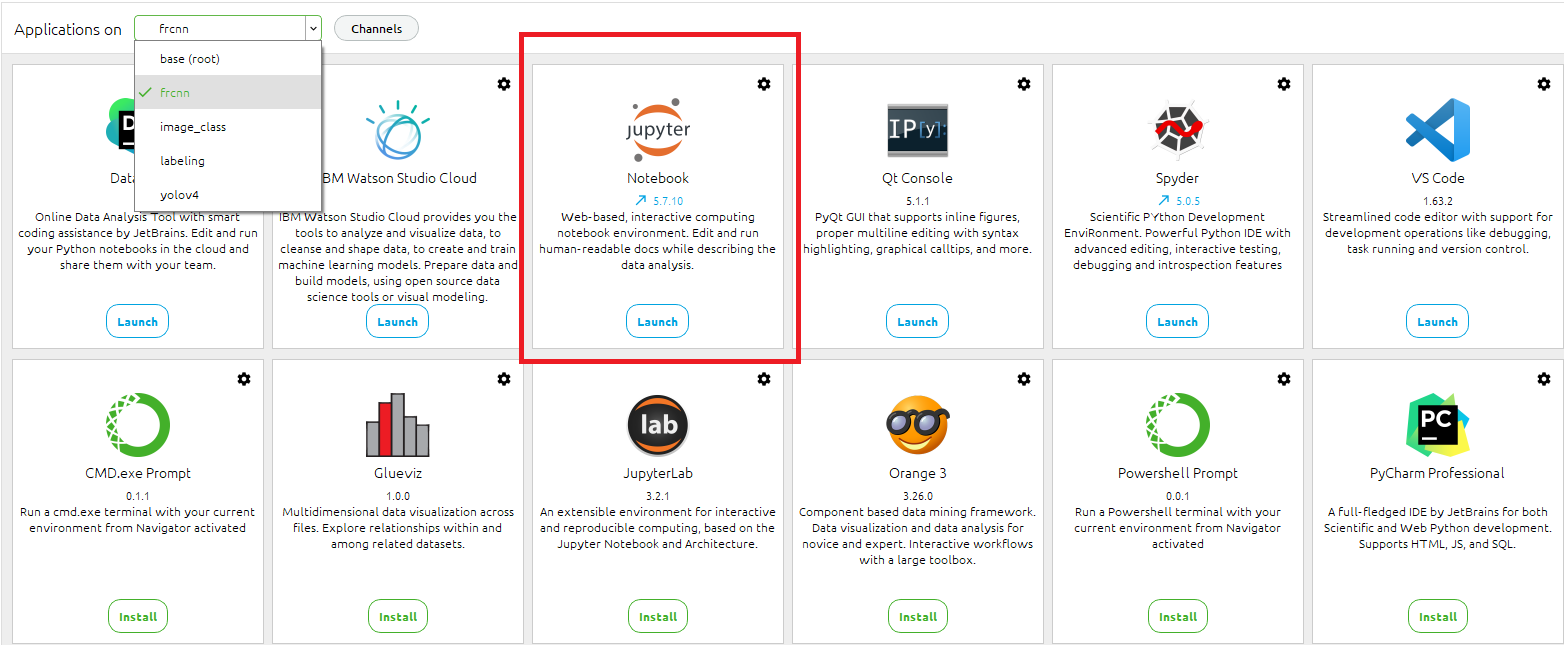 Applications on
frcnn
Channels
base (root)
frcnn
image_class
labeling
yolov4
D
Data
Online Data Analysis Tool with smart
coding assistance by JetBrains. Edit and run
your Python notebooks in the cloud and
share them with your team.
Launch
BM Watson Studio Cloud
IBM Watson Studio Cloud provides you the
tools to analyze and visualize data, to
cleanse and shape data, to create and train
machine learning models. Prepare data and
build models, using open source data
science tools or visual modeling.
Launch
jupyter
Notebook
5.7.10
Web-based, interactive computing
notebook environment. Edit and run
human-readable docs while describing the
data analysis.
Launch
IP[y]:
Qt Console
5.1.1
PyQt GUI that supports inline figures,
proper multiline editing with syntax
highlighting, graphical calltips, and more.
Launch
Spyder
5.0.5
Scientific PYthon Development
EnviRonment. Powerful Python IDE with
advanced editing, interactive testing,
debugging and introspection features
Launch
VS Code
1.63.2
Streamlined code editor with support for
development operations like debugging,
task running and version control.
Launch
CMD.exe Prompt
0.1.1
Run a cmd.exe terminal with your current
environment from Navigator activated
Install
Glueviz
1.0.0
Multidimensional data visualization across
files. Explore relationships within and
among related datasets.
Install
lab
JupyterLab
3.2.1
An extensible environment for interactive
and reproducible computing, based on the
Jupyter Notebook and Architecture.
Install
Orange 3
3.26.0
Component based data mining framework.
Data visualization and data analysis for
novice and expert. Interactive workflows
with a large toolbox.
Install
Powershell Prompt
0.0.1
Run a Powershell terminal with your
current environment from Navigator
activated
Install
PC
PyCharm Professional
A full-fledged IDE by JetBrains for both
Scientific and Web Python development.
Supports HTML, JS, and SQL.
Install